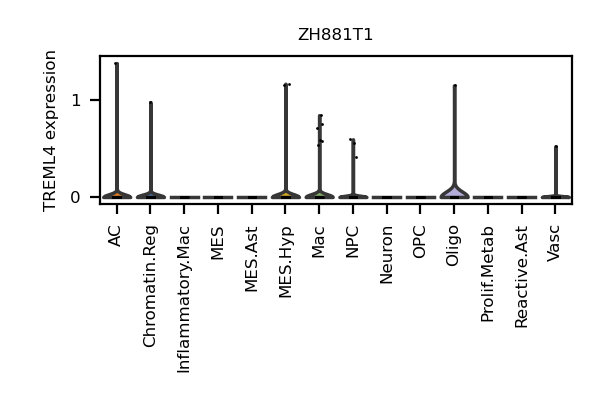 ZH881T1
TREML4 expression
1
0
AC
Chromatin.Reg
Inflammatory.Mac
MES
MES.Ast
MES.Hyp
Mac
NPC
Neuron
OPC
Oligo
Prolif.Metab
Reactive.Ast
Vasc